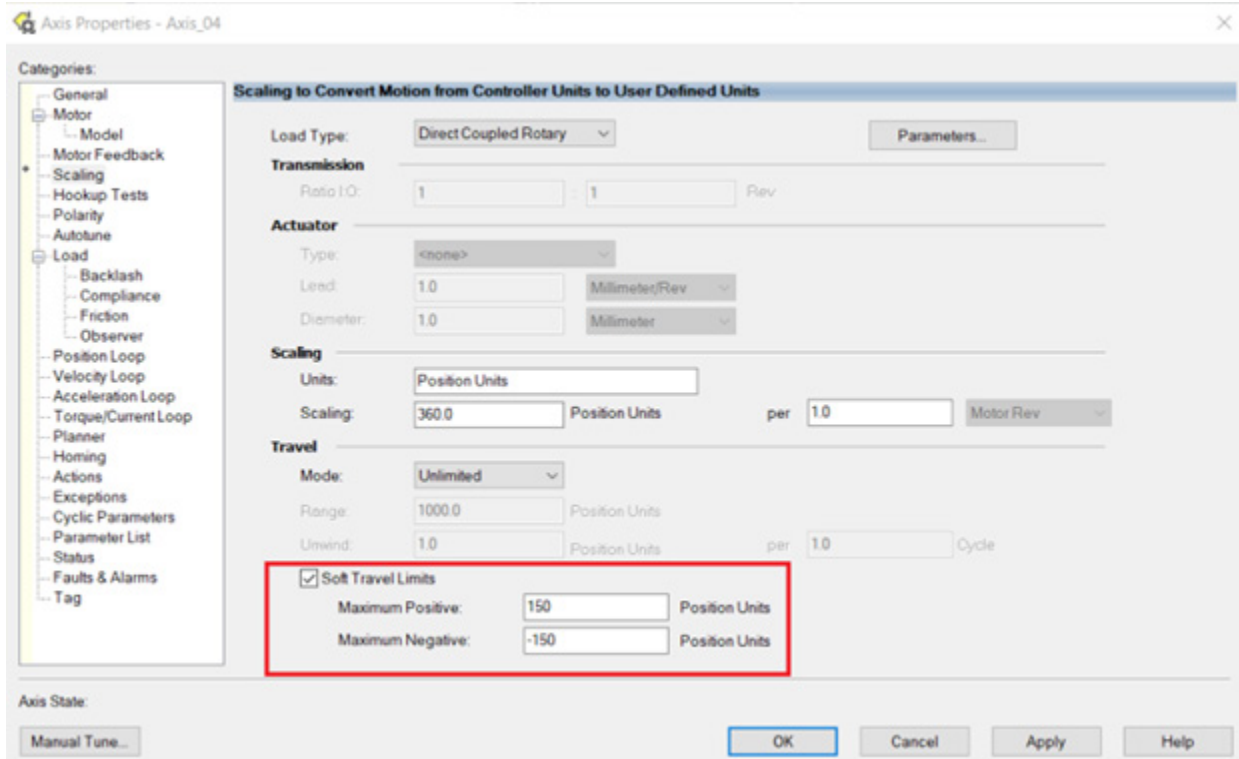 Axis Properties - Axis_04
Categories:
General
Motor
Model
Motor Feedback
Scaling
Hookup Tests
Polarity
Autotune
Load
Backlash
Compliance
Friction
Observer
Position Loop
Velocity Loop
Acceleration Loop
Torque/Current Loop
Planner
Homing
Actions
Exceptions
Cyclic Parameters
Parameter List
Status
Faults & Alarms
Tag
Scaling to Convert Motion from Controller Units to User Defined Units
Load Type: Direct Coupled Rotary Parameters...
Transmission
Ratio I:O: 1 : 1 Rev
Actuator
Type: <none>
Lead: 1.0 Millimeter/Rev
Diameter: 1.0 Millimeter
Scaling
Units: Position Units
Scaling: 360.0 Position Units per 1.0 Motor Rev
Travel
Mode: Unlimited
Range: 1000.0 Position Units
Unwind: 1.0 Position Units per 1.0 Cycle
Soft Travel Limits
Maximum Positive: 150 Position Units
Maximum Negative: -150 Position Units
Axis State:
Manual Tune... OK Cancel Apply Help